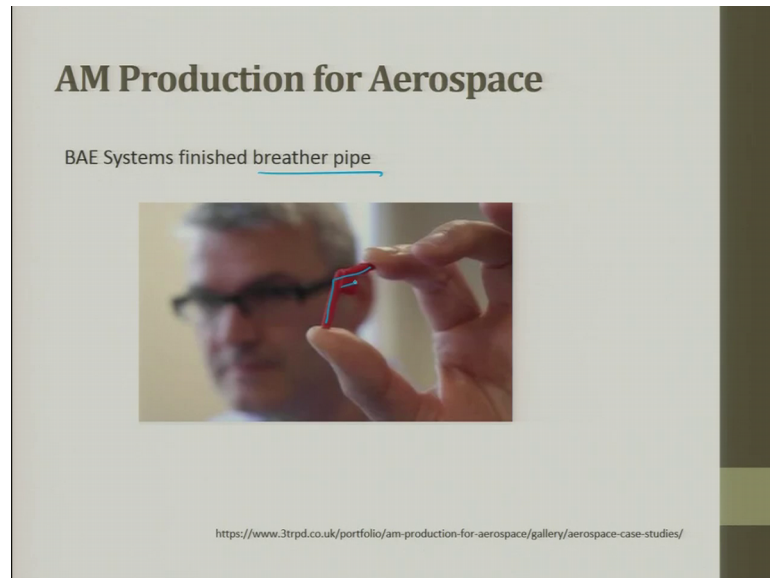 AM Production for Aerospace
BAE Systems finished breather pipe
https://www.3trpd.co.uk/portfolio/am-production-for-aerospace/gallery/aerospace-case-studies/